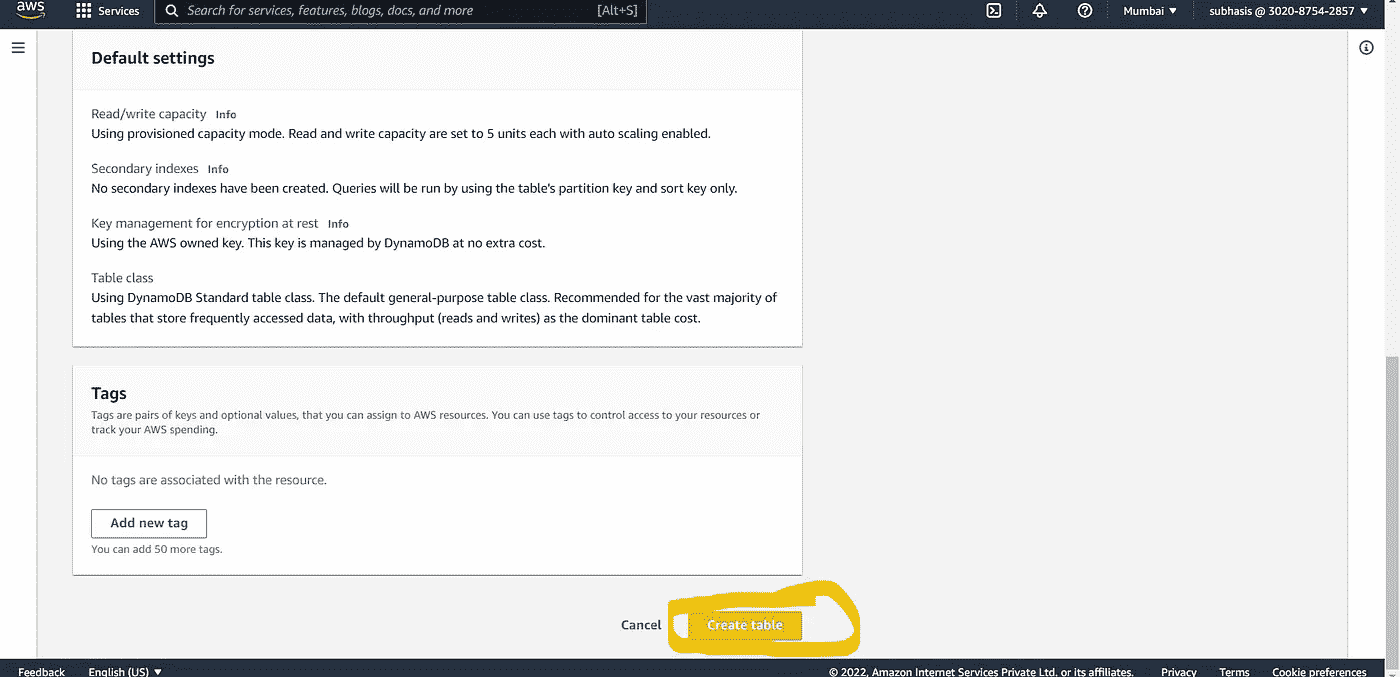 aws
Services
Search for services, features, blogs, docs, and more
[Alt+S]
Mumbai ▼
subhasis @ 3020-8754-2857 ▼
Default settings
Read/write capacity Info
Using provisioned capacity mode. Read and write capacity are set to 5 units each with auto scaling enabled.
Secondary indexes Info
No secondary indexes have been created. Queries will be run by using the table's partition key and sort key only.
Key management for encryption at rest Info
Using the AWS owned key. This key is managed by DynamoDB at no extra cost.
Table class
Using DynamoDB Standard table class. The default general-purpose table class. Recommended for the vast majority of
tables that store frequently accessed data, with throughput (reads and writes) as the dominant table cost.
Tags
Tags are pairs of keys and optional values, that you can assign to AWS resources. You can use tags to control access to your resources or
track your AWS spending.
No tags are associated with the resource.
Add new tag
You can add 50 more tags.
Cancel
Create table
Feedback
English (US) ▼
© 2022, Amazon Internet Services Private Ltd. or its affiliates.
Privacy
Terms
Cookie preferences